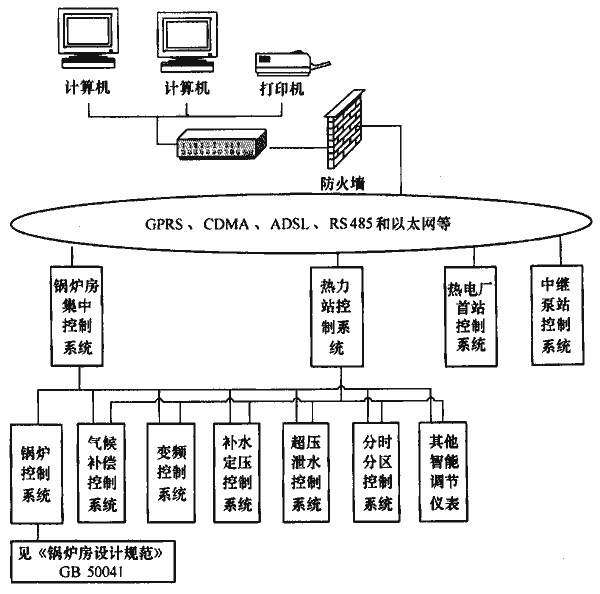 计算机
计算机
打印机
防火墙
GPRS、CDMA、ADSL、RS 485和以太网等
锅炉房
集中
控制
系统
热力
站控
制系
统
热电厂
首站
控制
系统
中继
泵站
控制
系统
锅炉
控制
系统
气候
补偿
控制
系统
变频
控制
系统
补水
定压
控制
系统
超压
泄水
控制
系统
分时
分区
控制
系统
其他
智能
调节
仪表
见《锅炉房设计规范》
GB 50041